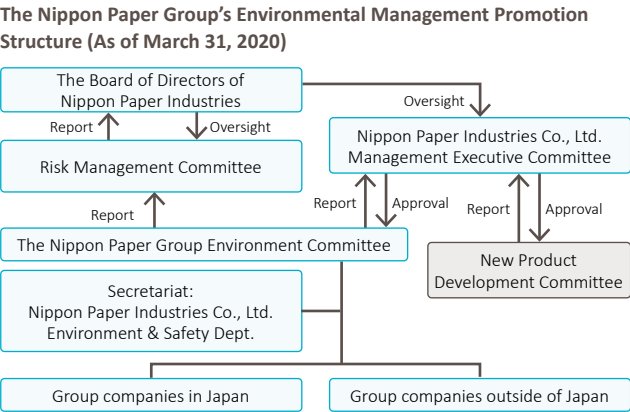 The Nippon Paper Group’s Environmental Management Promotion
Structure (As of March 31, 2020)
The Board of Directors of
Nippon Paper Industries
Oversight
Report
Oversight
Nippon Paper Industries Co., Ltd.
Management Executive Committee
Risk Management Committee
Report
Report
Approval
Report
Approval
The Nippon Paper Group Environment Committee
New Product
Development Committee
Secretariat:
Nippon Paper Industries Co., Ltd.
Environment & Safety Dept.
Group companies in Japan
Group companies outside of Japan